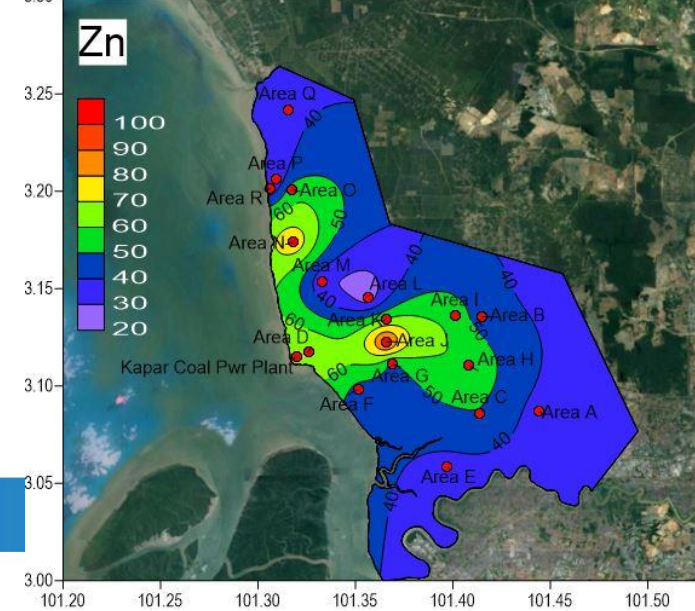 Zn
100
90
80
70
60
50
40
30
20
3.25
3.20
3.15
3.10
3.05
3.00
101.20
101.25
101.30
101.35
101.40
101.45
101.50
Area Q
40
Area P
Area R
Area O
60
50
Area N
Area M
40
40
Area L
40
Area I
Area B
50
Area K
60
Area D
Area J
Kapar Coal Pwr Plant
60
Area G
Area H
50
Area F
Area C
Area A
40
Area E
40